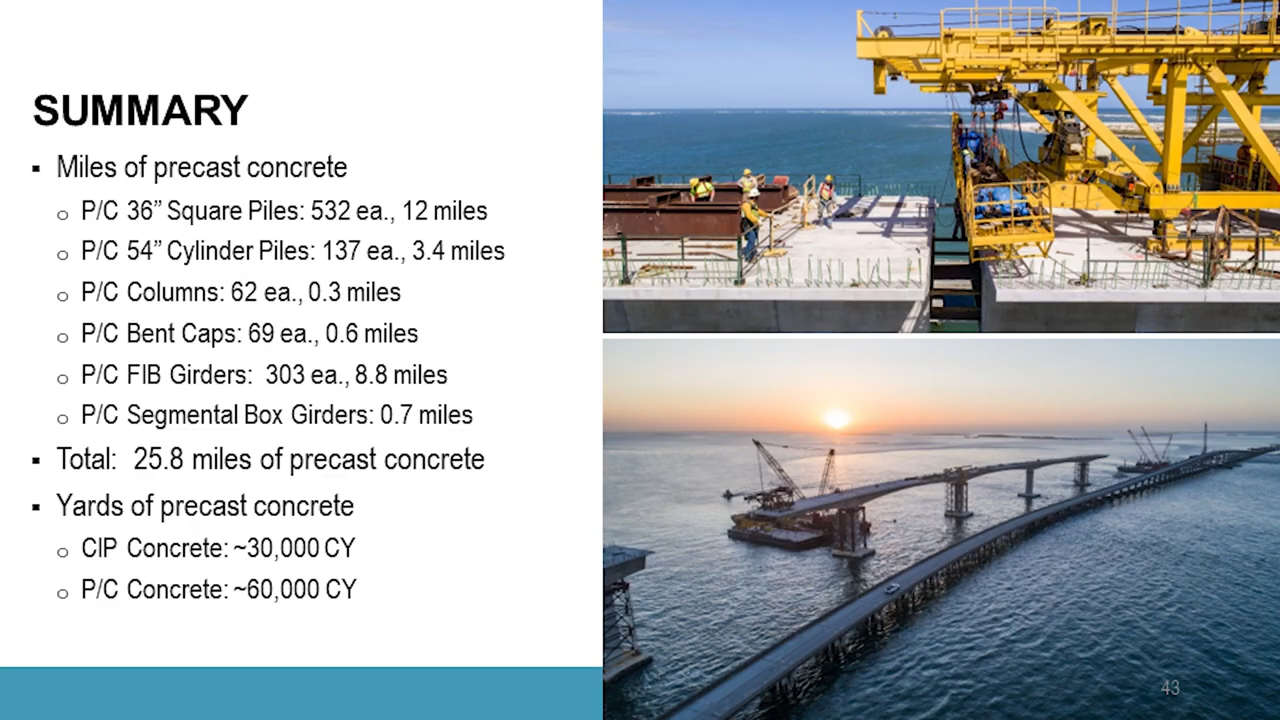 SUMMARY
▪ Miles of precast concrete
o P/C 36” Square Piles: 532 ea., 12 miles
o P/C 54” Cylinder Piles: 137 ea., 3.4 miles
o P/C Columns: 62 ea., 0.3 miles
o P/C Bent Caps: 69 ea., 0.6 miles
o P/C FIB Girders:  303 ea., 8.8 miles
o P/C Segmental Box Girders: 0.7 miles
▪ Total:  25.8 miles of precast concrete
▪ Yards of precast concrete
o CIP Concrete: ~30,000 CY
o P/C Concrete: ~60,000 CY
43